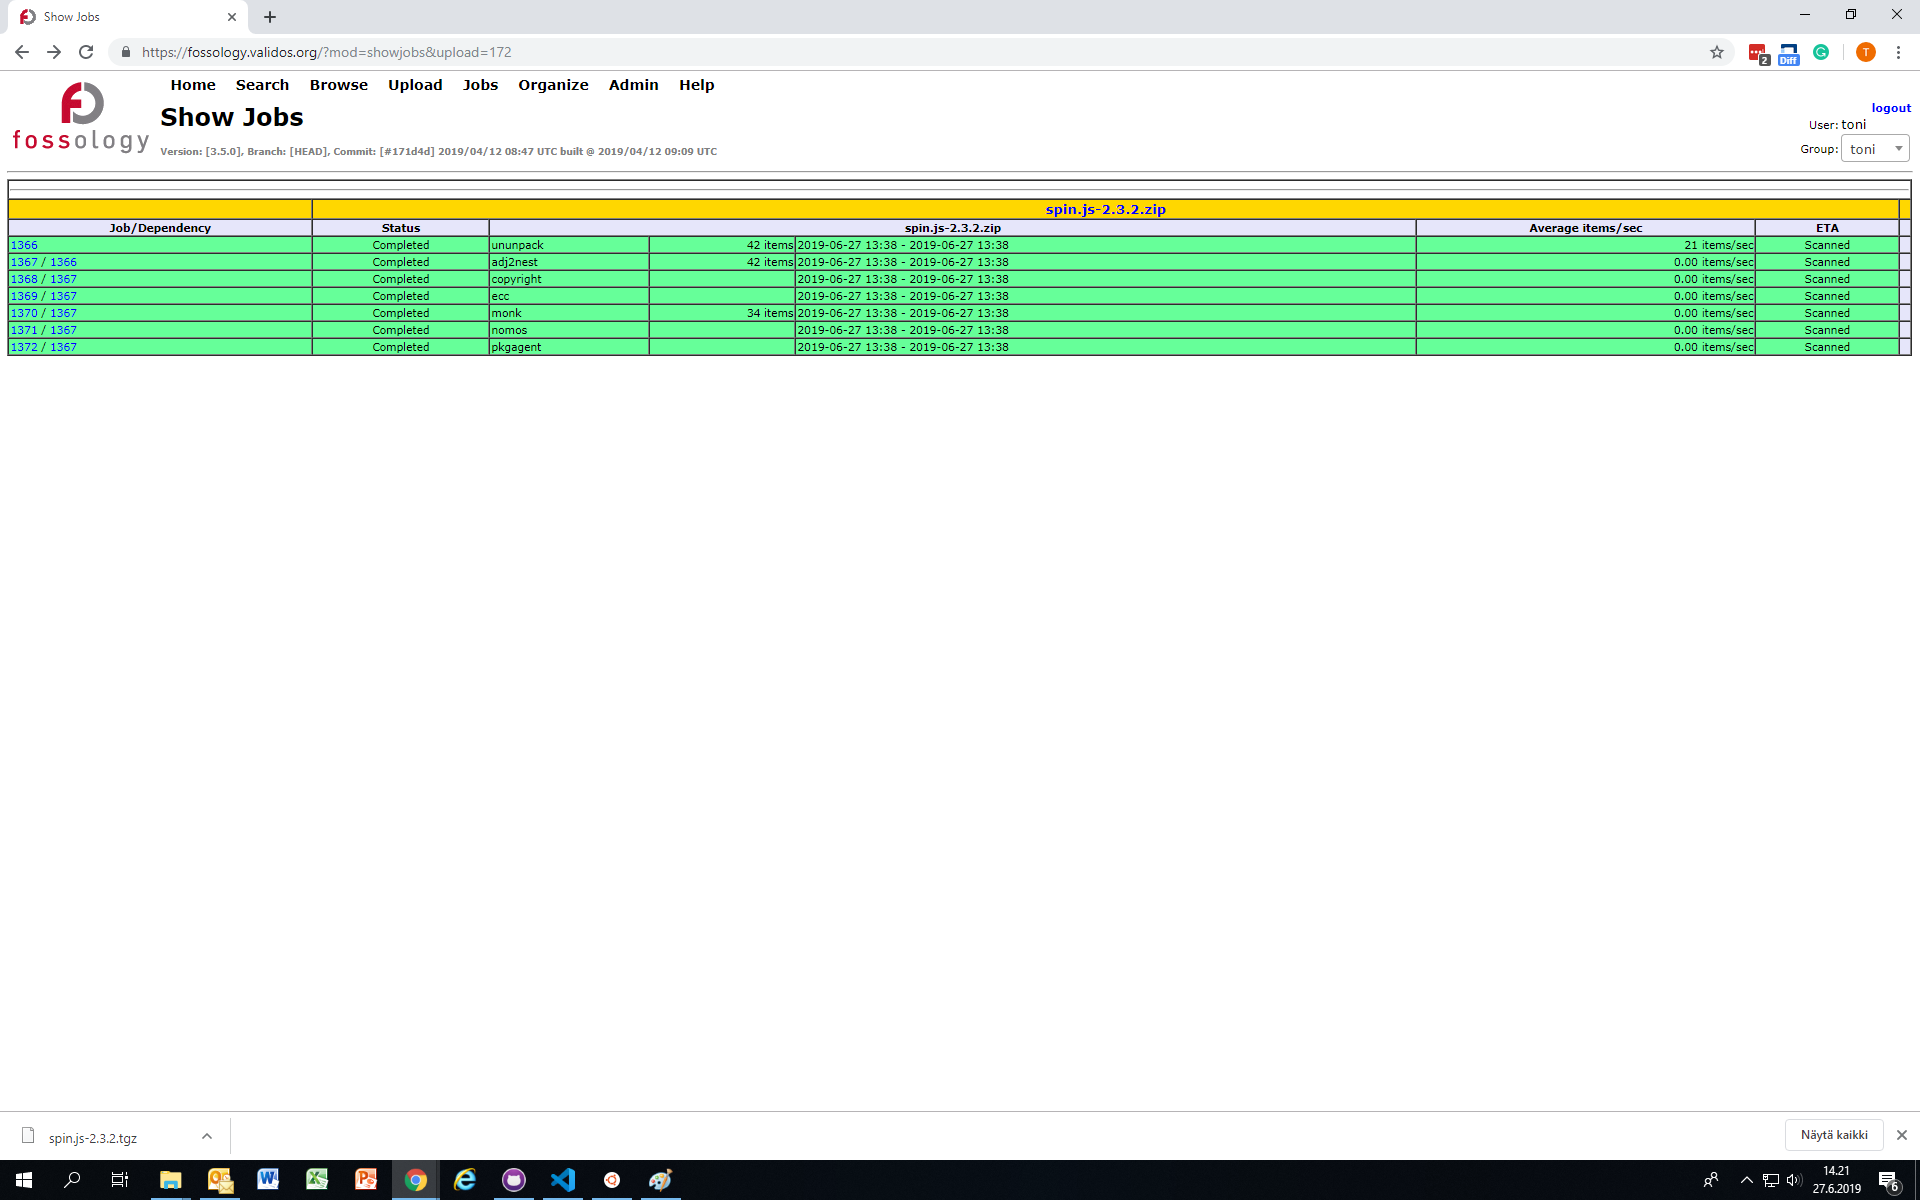 Show Jobs
https://fossology.validos.org/?mod=showjobs&upload=172
2
Diff
T
Home Search Browse Upload Jobs Organize Admin Help
fossology
Show Jobs
Version: [3.5.0], Branch: [HEAD], Commit: [#171d4d] 2019/04/12 08:47 UTC built @ 2019/04/12 09:09 UTC
logout
User: toni
Group: toni
spin.js-2.3.2.zip
Job/Dependency Status spin.js-2.3.2.zip Average items/sec ETA
1366 Completed ununpack 42 items 2019-06-27 13:38 - 2019-06-27 13:38 21 items/sec Scanned
1367 / 1366 Completed adj2nest 42 items 2019-06-27 13:38 - 2019-06-27 13:38 0.00 items/sec Scanned
1368 / 1367 Completed copyright 2019-06-27 13:38 - 2019-06-27 13:38 0.00 items/sec Scanned
1369 / 1367 Completed ecc 2019-06-27 13:38 - 2019-06-27 13:38 0.00 items/sec Scanned
1370 / 1367 Completed monk 34 items 2019-06-27 13:38 - 2019-06-27 13:38 0.00 items/sec Scanned
1371 / 1367 Completed nomos 2019-06-27 13:38 - 2019-06-27 13:38 0.00 items/sec Scanned
1372 / 1367 Completed pkgagent 2019-06-27 13:38 - 2019-06-27 13:38 0.00 items/sec Scanned
spin.js-2.3.2.tgz
Näytä kaikki
14.21
27.6.2019
6